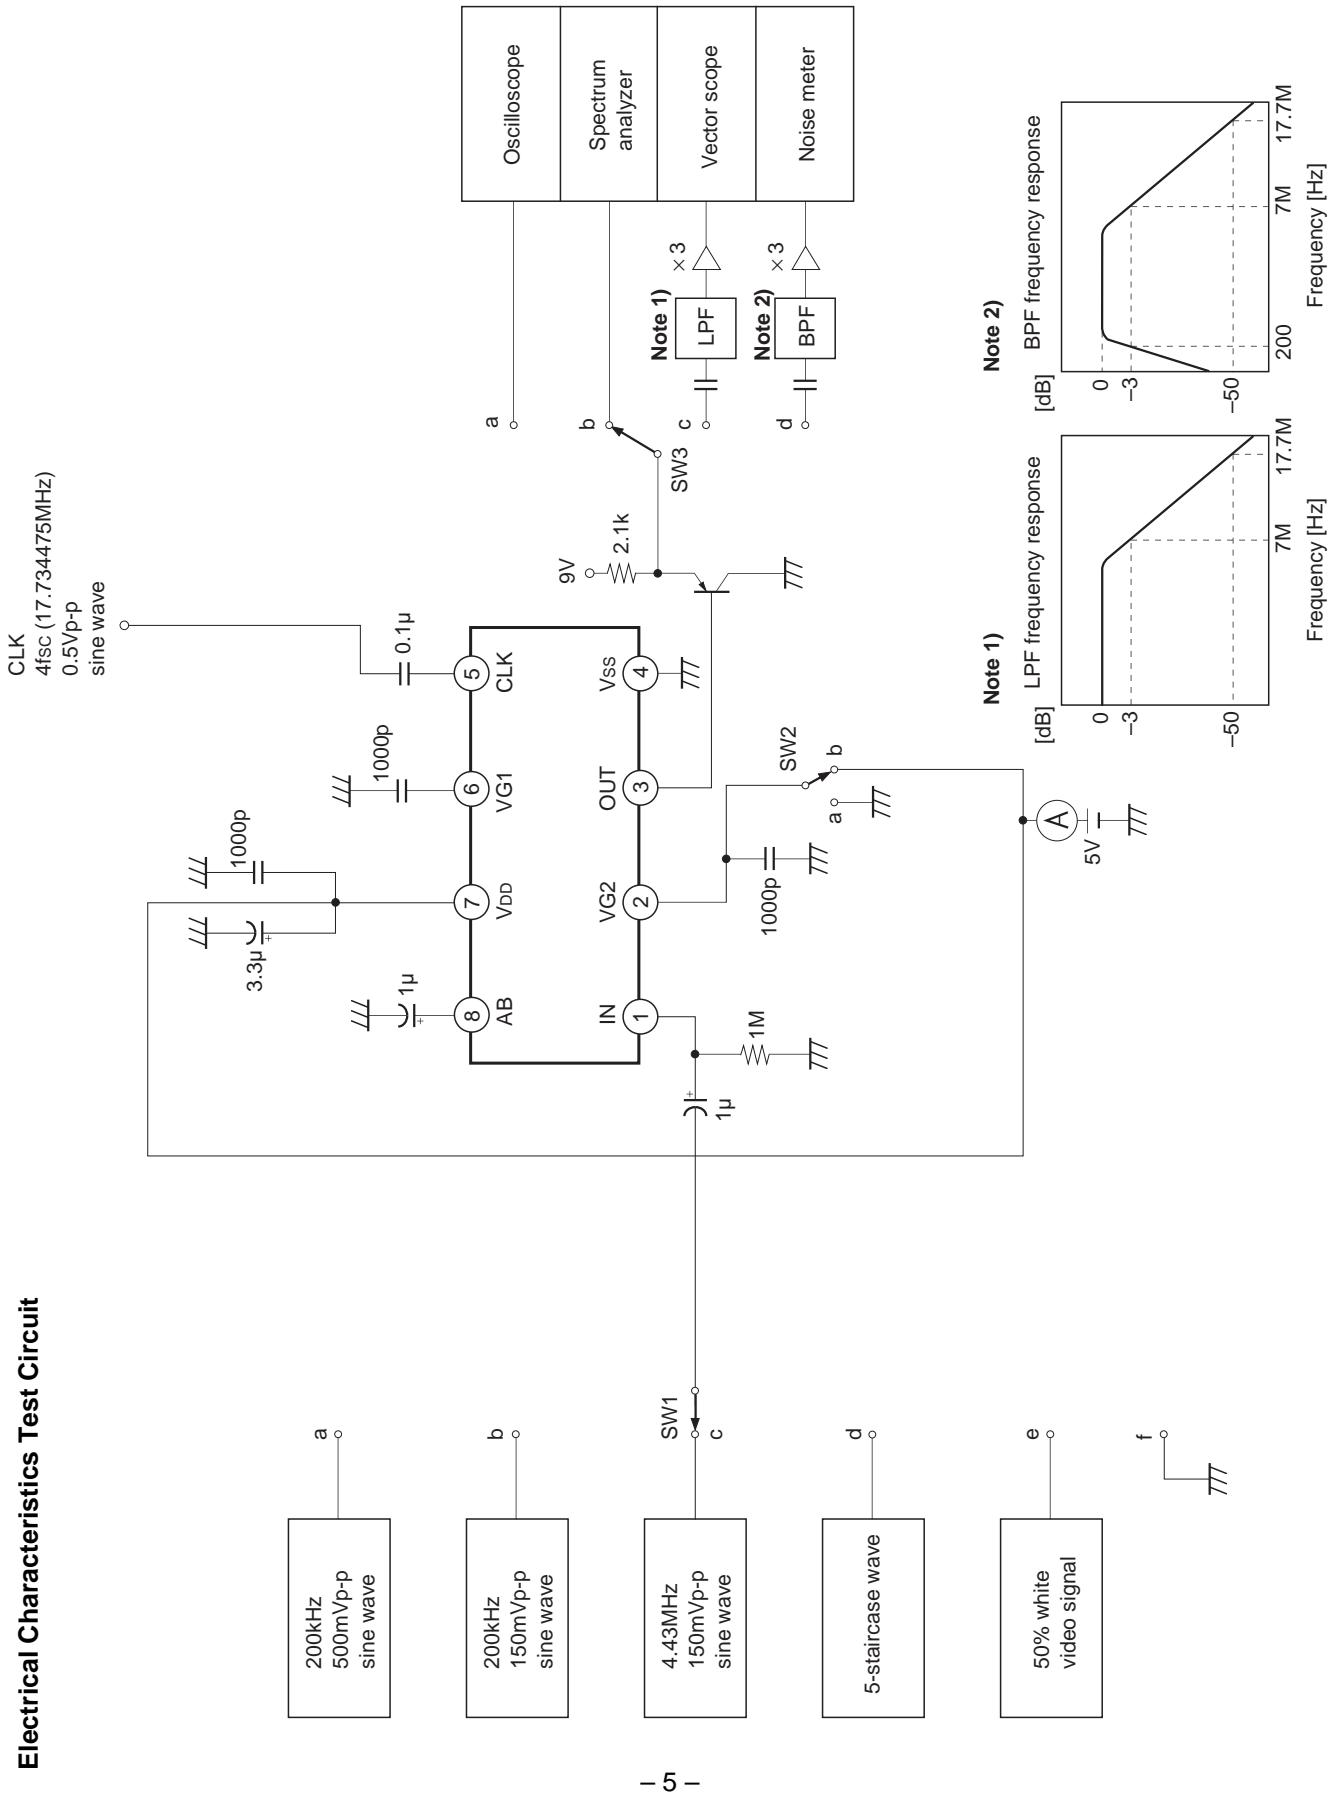 Electrical Characteristics Test Circuit
CLK
4fsc (17.734475MHz)
0.5Vp-p
sine wave
200kHz
500mVp-p
sine wave
a
200kHz
150mVp-p
sine wave
b
4.43MHz
150mVp-p
sine wave
SW1
c
5-staircase wave
d
50% white
video signal
e
f
1µ
+
1M
3.3µ
+
1000p
1µ
+
1000p
0.1µ
8
7
6
5
AB
VDD
VG1
CLK
IN
VG2
OUT
VSS
1
2
3
4
1000p
SW2
a
b
A
5V
9V
2.1k
SW3
a
b
c
d
Note 1)
LPF
× 3
Note 2)
BPF
× 3
Oscilloscope
Spectrum
analyzer
Vector scope
Noise meter
Note 1)
LPF frequency response
[dB]
0
–3
–50
7M
17.7M
Frequency [Hz]
Note 2)
BPF frequency response
[dB]
0
–3
–50
200
7M
17.7M
Frequency [Hz]
– 5 –